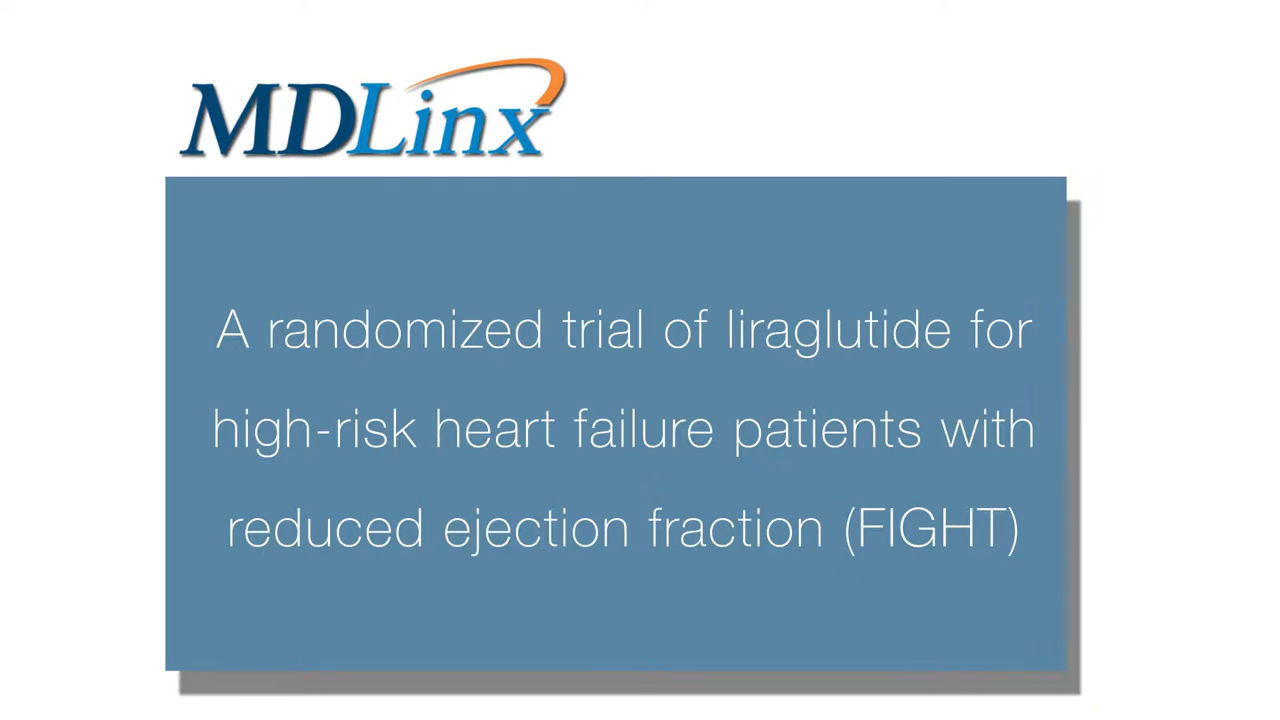 MDLinx
A randomized trial of liraglutide for
high-risk heart failure patients with
reduced ejection fraction (FIGHT)